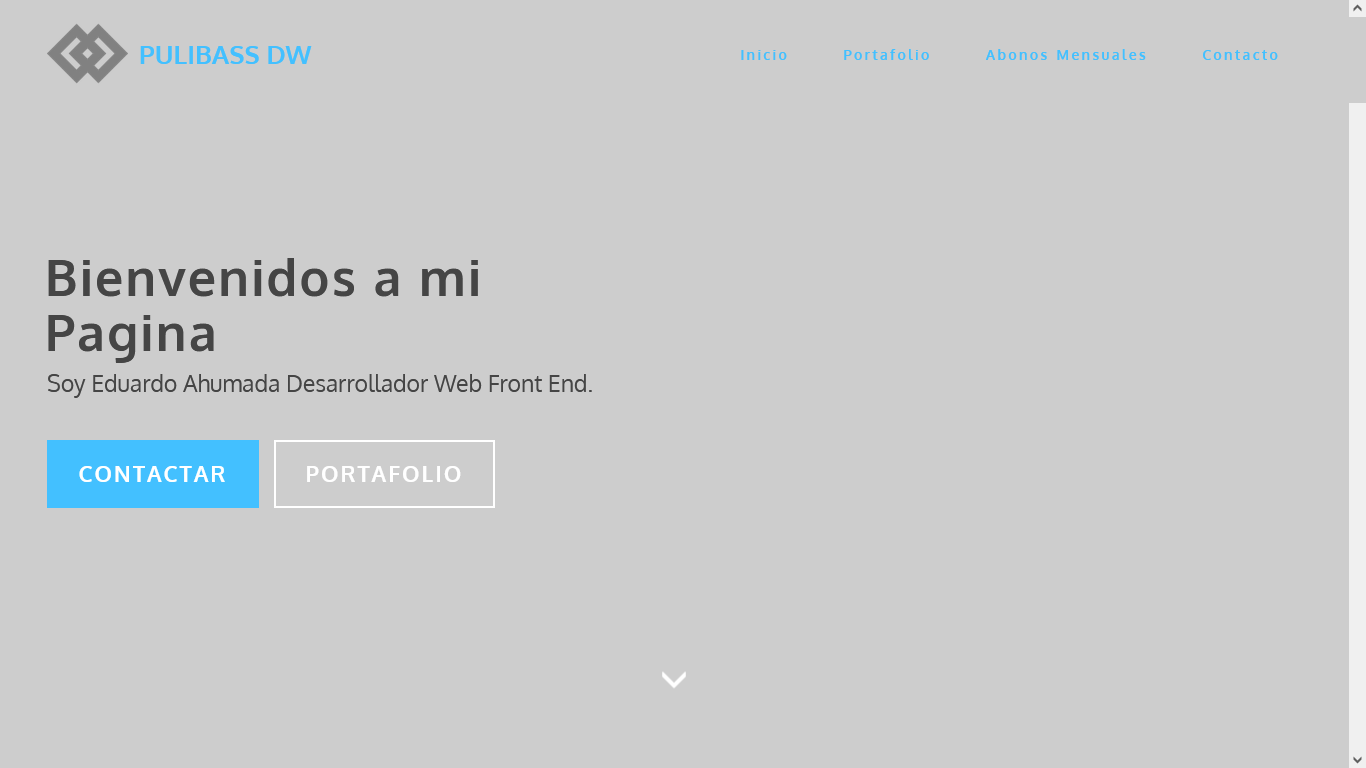 PULIBASS DW
Inicio
Portafolio
Abonos Mensuales
Contacto
Bienvenidos a mi
Pagina
Soy Eduardo Ahumada Desarrollador Web Front End.
CONTACTAR
PORTAFOLIO